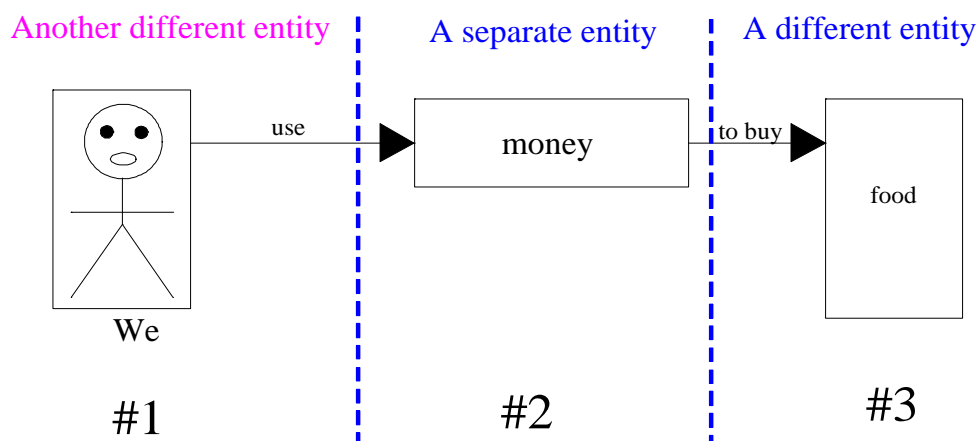 Another different entity
A separate entity
A different entity
use
money
to buy
food
We
#1
#2
#3